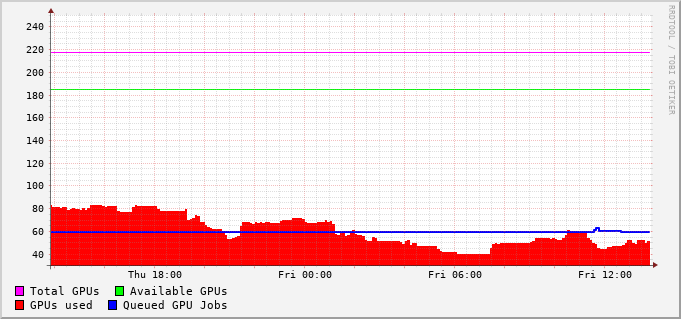 RRDTOOL / TOBI OETIKER
240
220
200
180
160
140
120
100
80
60
40
Thu 18:00 Fri 00:00 Fri 06:00 Fri 12:00
Total GPUs Available GPUs
GPUs used Queued GPU Jobs